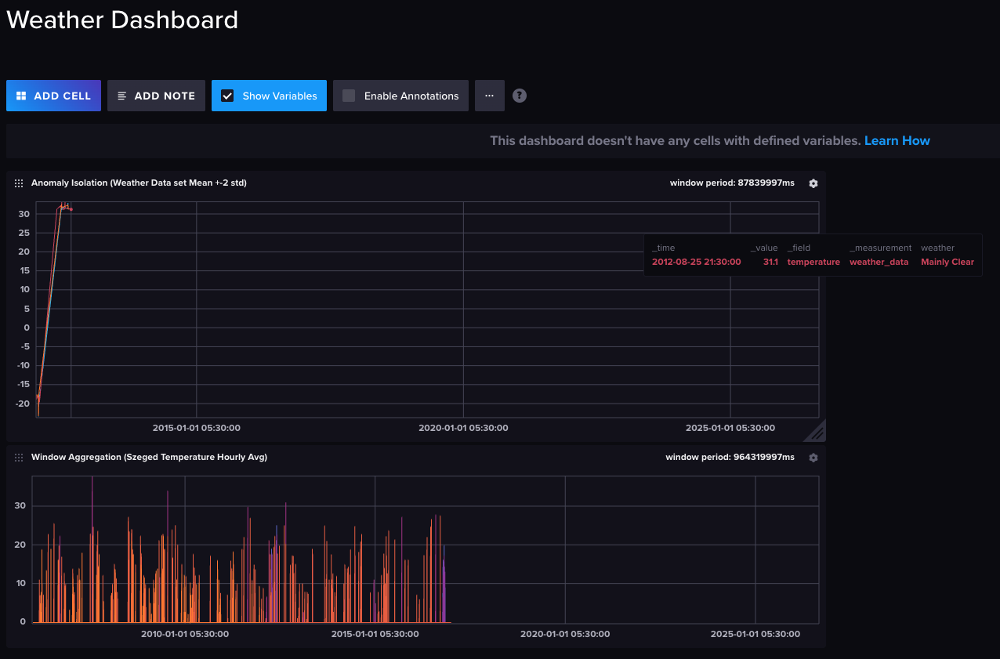 Weather Dashboard
ADD CELL ADD NOTE Show Variables Enable Annotations ... ?
This dashboard doesn't have any cells with defined variables. Learn How
Anomaly Isolation (Weather Data set Mean +-2 std) window period: 87839997ms
30
25
20
15
10
5
0
-5
-10
-15
-20
_time _value _field _measurement weather
2012-08-25 21:30:00 31.1 temperature weather_data Mainly Clear
2015-01-01 05:30:00 2020-01-01 05:30:00 2025-01-01 05:30:00
Window Aggregation (Szeged Temperature Hourly Avg) window period: 964319997ms
30
20
10
0
2010-01-01 05:30:00 2015-01-01 05:30:00 2020-01-01 05:30:00 2025-01-01 05:30:00